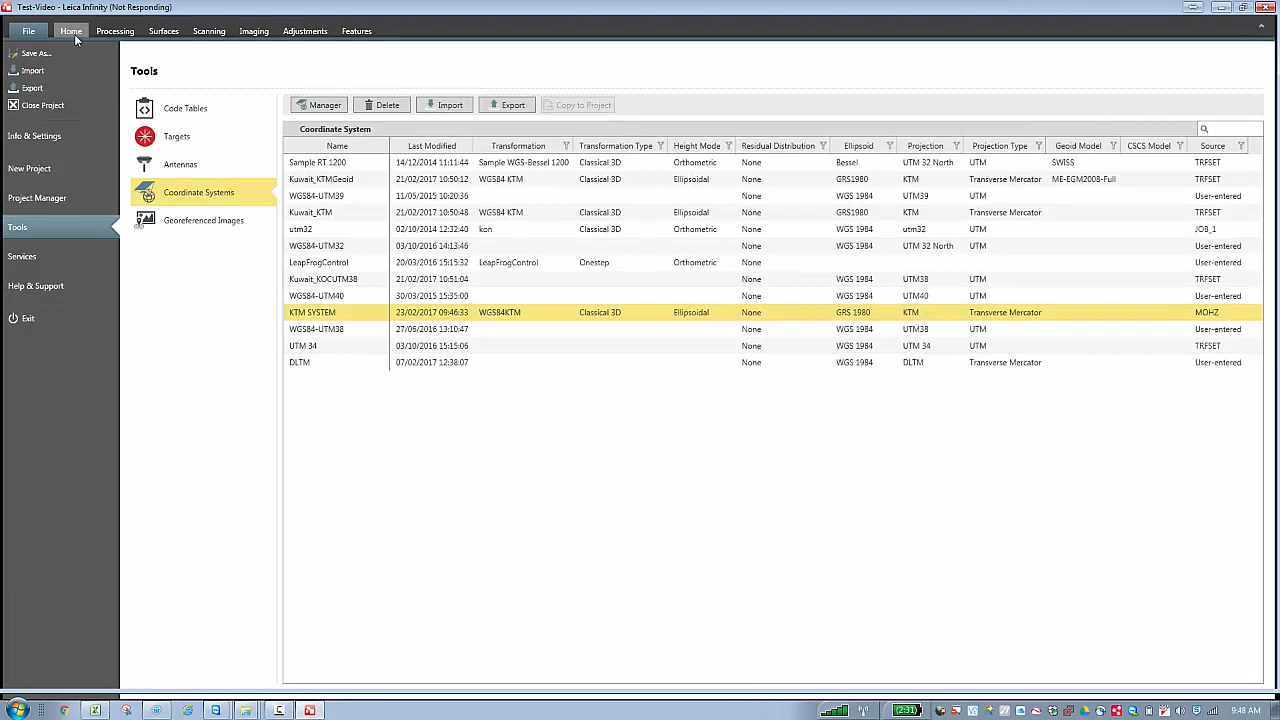 Test-Video - Leica Infinity (Not Responding)
File Home Processing Surfaces Scanning Imaging Adjustments Features
Save As...
Import
Export
Close Project
Info & Settings
New Project
Project Manager
Tools
Services
Help & Support
Exit
Tools
Code Tables
Targets
Antennas
Coordinate Systems
Georeferenced Images
Manager Delete Import Export Copy to Project
Coordinate System
Name Last Modified Transformation Transformation Type Height Mode Residual Distribution Ellipsoid Projection Projection Type Geoid Model CSCS Model Source
Sample RT 1200 14/12/2014 11:11:44 Sample WGS-Bessel 1200 Classical 3D Orthometric None Bessel UTM 32 North UTM SWISS TRFSET
Kuwait_KTMGeoid 21/02/2017 10:50:12 WGS84 KTM Classical 3D Ellipsoidal None GRS1980 KTM Transverse Mercator ME-EGM2008-Full TRFSET
WGS84-UTM39 11/05/2015 10:20:36 None WGS 1984 UTM39 UTM User-entered
Kuwait_KTM 21/02/2017 10:50:48 WGS84 KTM Classical 3D Ellipsoidal None GRS1980 KTM Transverse Mercator TRFSET
utm32 02/10/2014 12:32:40 kon Classical 3D Orthometric None WGS 1984 utm32 UTM JOB_1
WGS84-UTM32 03/10/2016 14:13:46 None WGS 1984 UTM 32 North UTM User-entered
LeapFrogControl 20/03/2016 15:15:32 LeapFrogControl Onestep Orthometric None User-entered
Kuwait_KOCUTM38 21/02/2017 10:51:04 None WGS 1984 UTM38 UTM TRFSET
WGS84-UTM40 30/03/2015 15:35:00 None WGS 1984 UTM40 UTM User-entered
KTM SYSTEM 23/02/2017 09:46:33 WGS84KTM Classical 3D Ellipsoidal None GRS 1980 KTM Transverse Mercator MOHZ
WGS84-UTM38 27/06/2016 13:10:47 None WGS 1984 UTM38 UTM User-entered
UTM 34 03/10/2016 15:15:06 None WGS 1984 UTM 34 UTM TRFSET
DLTM 07/02/2017 12:38:07 None WGS 1984 DLTM Transverse Mercator User-entered
(2:31) 9:48 AM